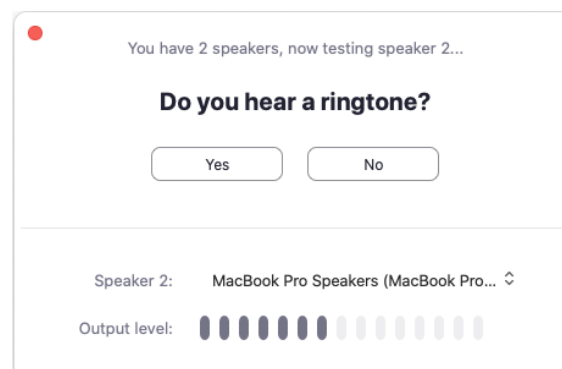 You have 2 speakers, now testing speaker 2...
Do you hear a ringtone?
Yes No
Speaker 2: MacBook Pro Speakers (MacBook Pro...
Output level: